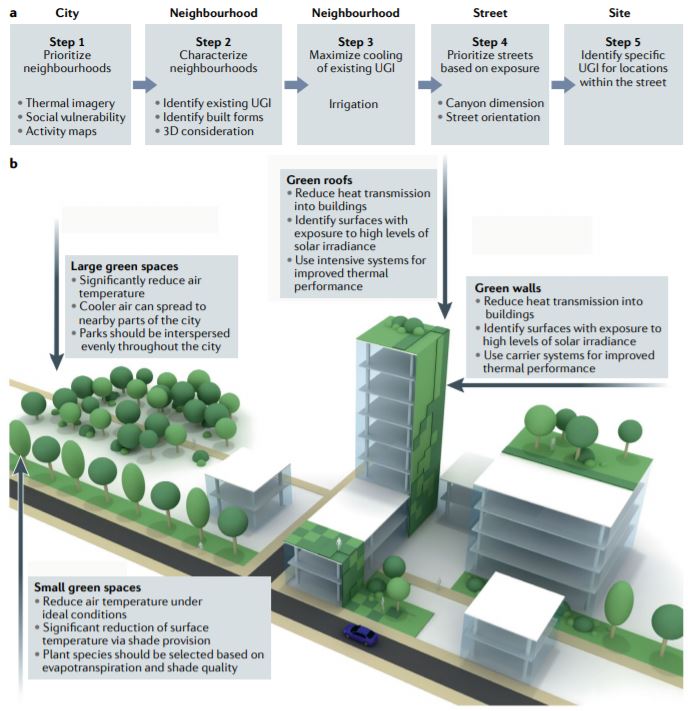 a
City
Neighbourhood
Neighbourhood
Street
Site
Step 1
Prioritize
neighbourhoods
• Thermal imagery
• Social vulnerability
• Activity maps
Step 2
Characterize
neighbourhoods
• Identify existing UGI
• Identify built forms
• 3D consideration
Step 3
Maximize cooling
of existing UGI
Irrigation
Step 4
Prioritize streets
based on exposure
• Canyon dimension
• Street orientation
Step 5
Identify specific
UGI for locations
within the street
b
Green roofs
• Reduce heat transmission
into buildings
• Identify surfaces with
exposure to high levels of
solar irradiance
• Use intensive systems for
improved thermal
performance
Large green spaces
• Significantly reduce air
temperature
• Cooler air can spread to
nearby parts of the city
• Parks should be interspersed
evenly throughout the city
Green walls
• Reduce heat transmission into
buildings
• Identify surfaces with exposure to
high levels of solar irradiance
• Use carrier systems for improved
thermal performance
Small green spaces
• Reduce air temperature under
ideal conditions
• Significant reduction of surface
temperature via shade provision
• Plant species should be selected based on
evapotranspiration and shade quality